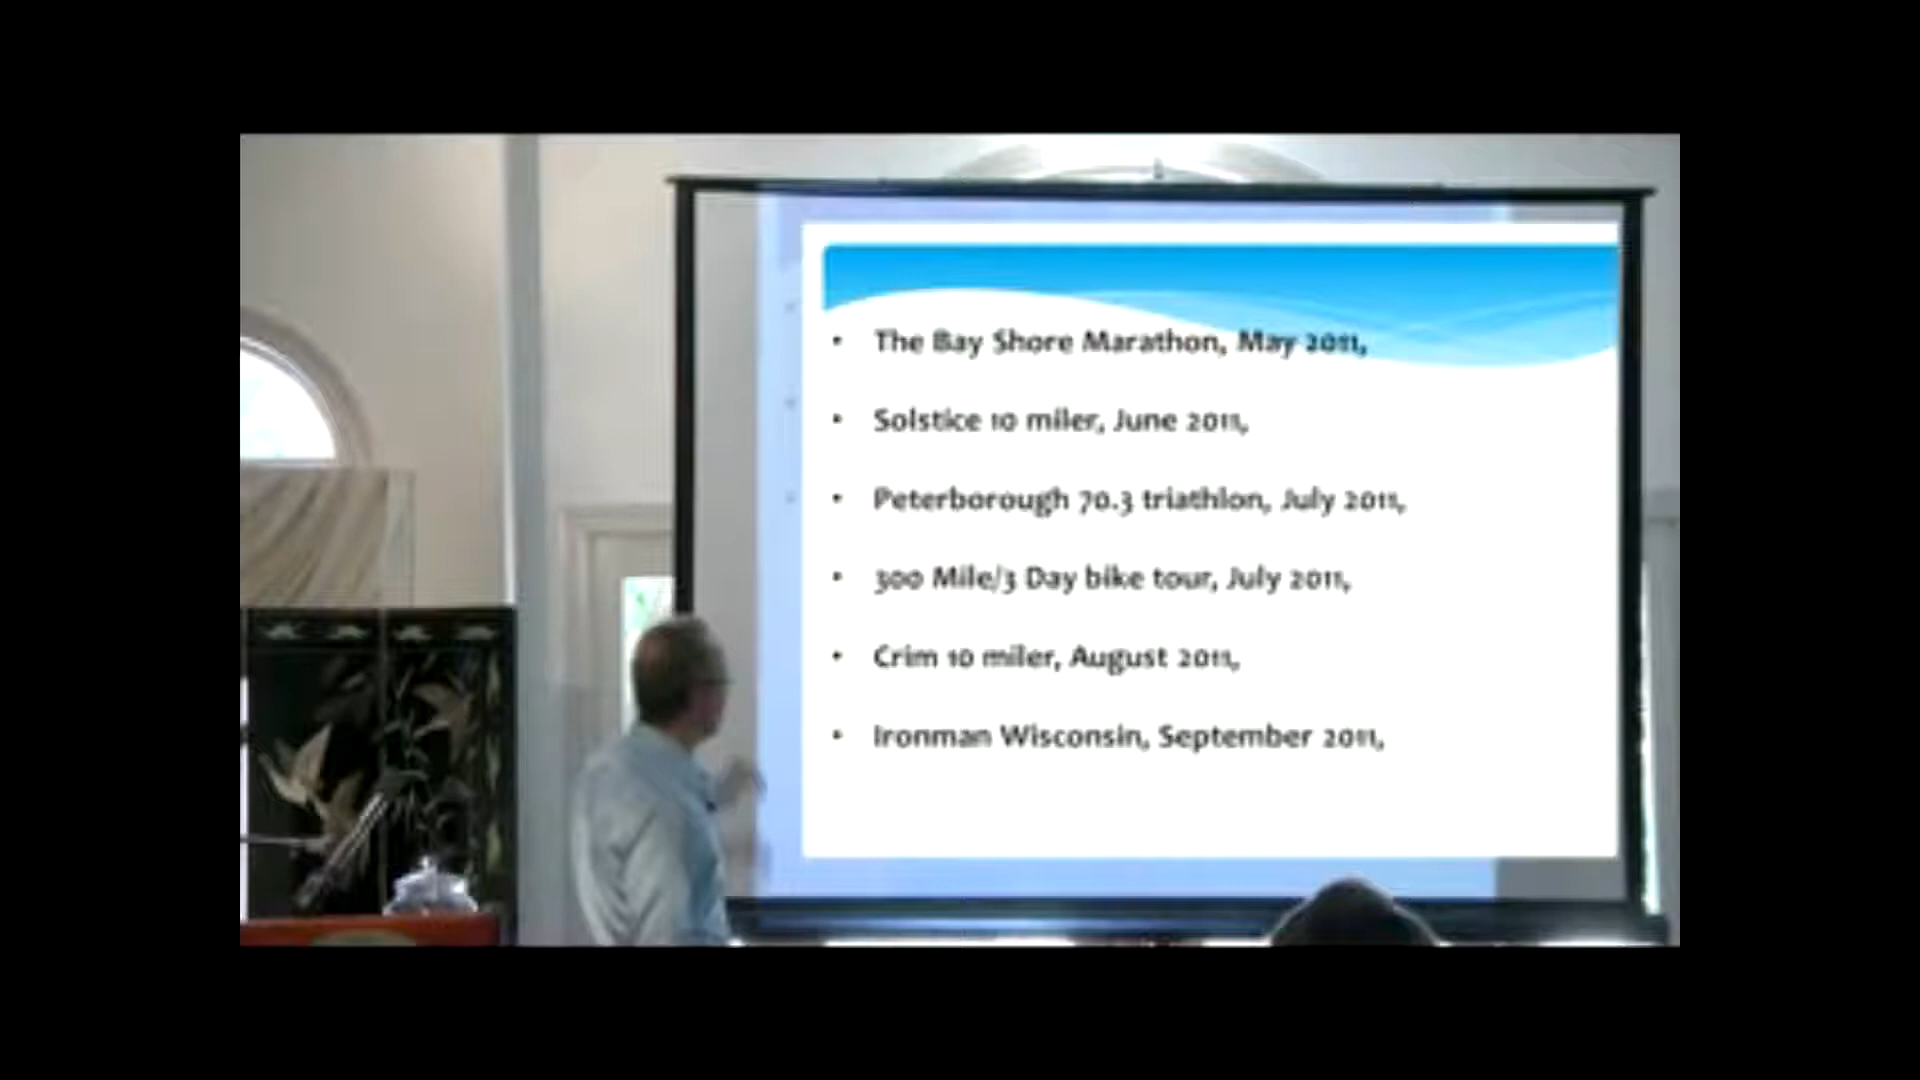 • The Bay Shore Marathon, May 2011,
• Solstice 10 miler, June 2011,
• Peterborough 70.3 triathlon, July 2011,
• 300 Mile/3 Day bike tour, July 2011,
• Crim 10 miler, August 2011,
• Ironman Wisconsin, September 2011,